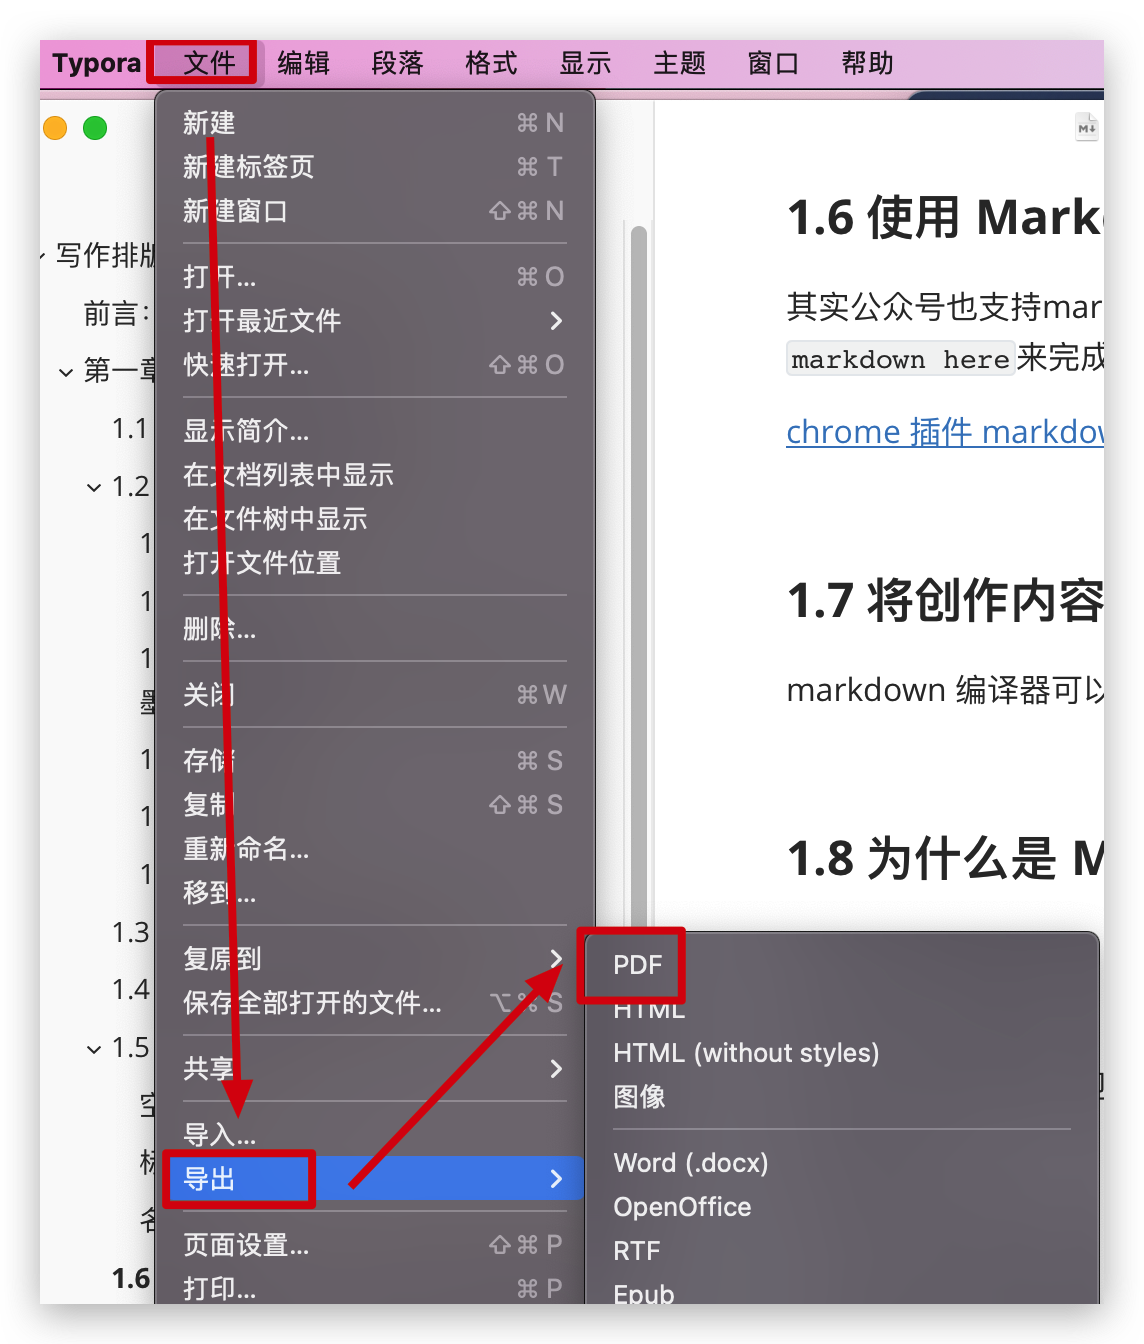 Typora 文件 编辑 段落 格式 显示 主题 窗口 帮助
新建 ⌘ N
新建标签页 ⌘ T
新建窗口 ⇧ ⌘ N
打开... ⌘ O
打开最近文件
快速打开... ⇧ ⌘ O
显示简介...
在文档列表中显示
在文件树中显示
打开文件位置
删除...
关闭 ⌘ W
存储 ⌘ S
复制 ⇧ ⌘ S
重新命名...
移到...
复原到
保存全部打开的文件... ⌥ ⌘ S
共享
导入...
导出
页面设置... ⇧ ⌘ P
打印... ⌘ P
PDF
HTML
HTML (without styles)
图像
Word (.docx)
OpenOffice
RTF
Epub
写作排版
前言：
第一章
1.1
1.2
1
1
1
墨
1
1
1
1.3
1.4
1.5
空
标
名
1.6
M↓
1.6 使用 Mark
其实公众号也支持mar
markdown here来完成
chrome 插件 markdow
1.7 将创作内容
markdown 编译器可以
1.8 为什么是 M